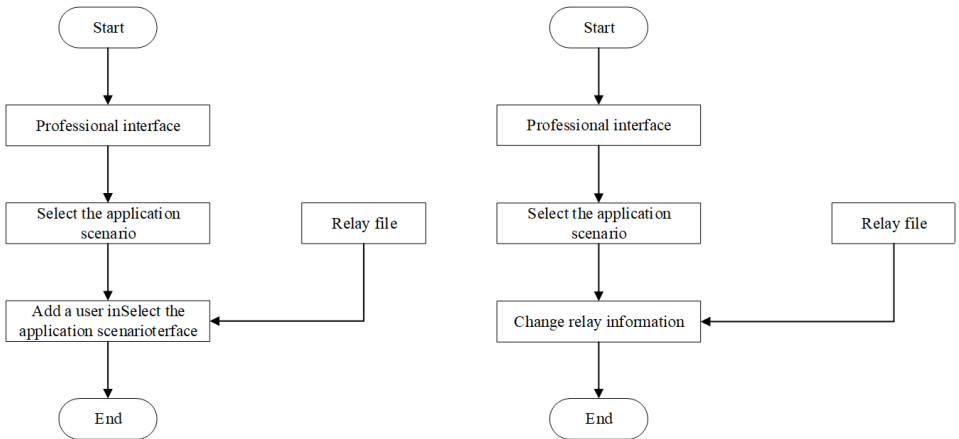 Start
Professional interface
Select the application
scenario
Relay file
Add a user inSelect the
application scenarioterface
End
Start
Professional interface
Select the application
scenario
Relay file
Change relay information
End